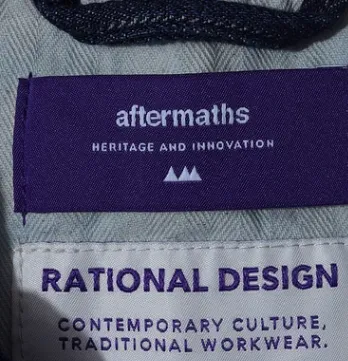 aftermaths
HERITAGE AND INNOVATION
RATIONAL DESIGN
CONTEMPORARY CULTURE,
TRADITIONAL WORKWEAR.